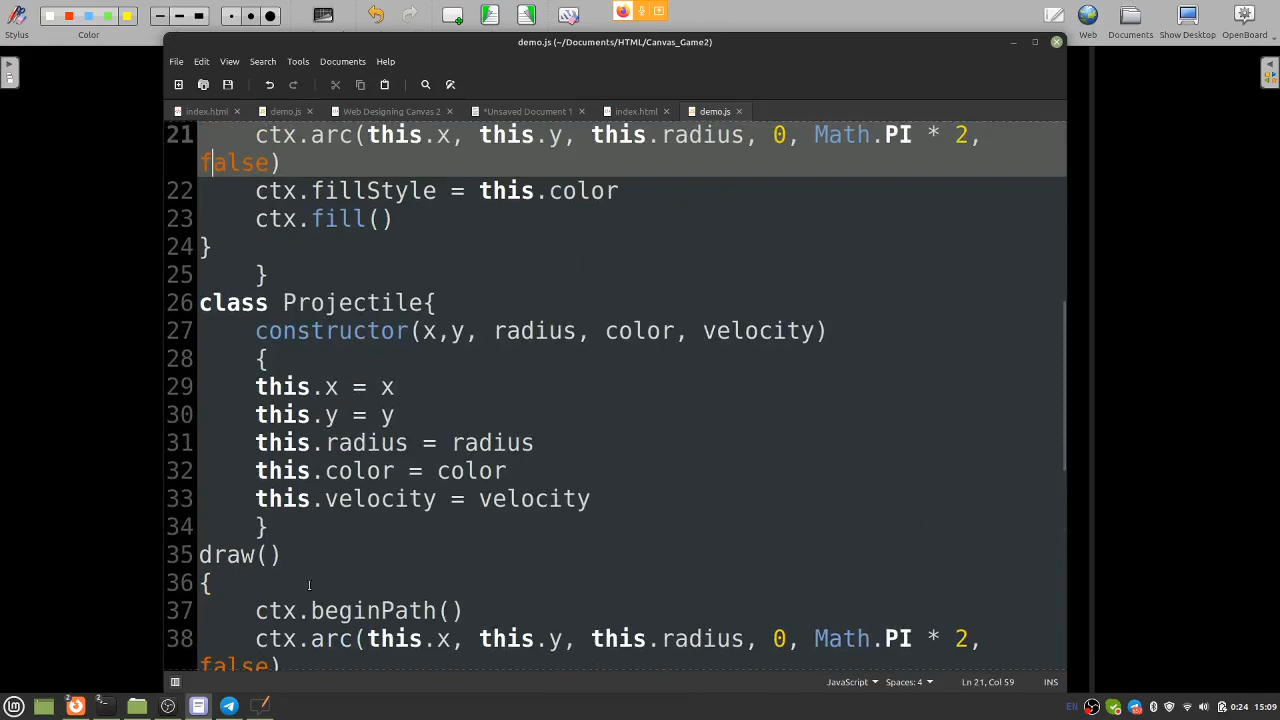 Stylus
Color
Web
Documents
Show Desktop
OpenBoard
demo.js (~/Documents/HTML/Canvas_Game2)
File Edit View Search Tools Documents Help
index.html demo.js Web Designing Canvas 2 *Unsaved Document 1 index.html demo.js
21 ctx.arc(this.x, this.y, this.radius, 0, Math.PI * 2,
false)
22 ctx.fillStyle = this.color
23 ctx.fill()
24 }
25 }
26 class Projectile{
27 constructor(x,y, radius, color, velocity)
28 {
29 this.x = x
30 this.y = y
31 this.radius = radius
32 this.color = color
33 this.velocity = velocity
34 }
35 draw()
36 {
37 ctx.beginPath()
38 ctx.arc(this.x, this.y, this.radius, 0, Math.PI * 2,
false)
JavaScript Spaces: 4 Ln 21, Col 59 INS
2 2 EN 0:24 15:09